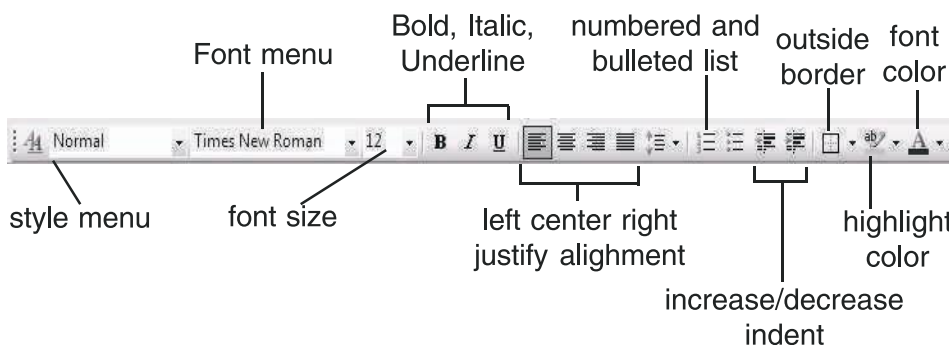 Bold, Italic,
Underline
numbered and
bulleted list
outside
border
font
color
Font menu
Normal
Times New Roman
12
B I U
ab
A
style menu
font size
left center right
justify alighment
highlight
color
increase/decrease
indent